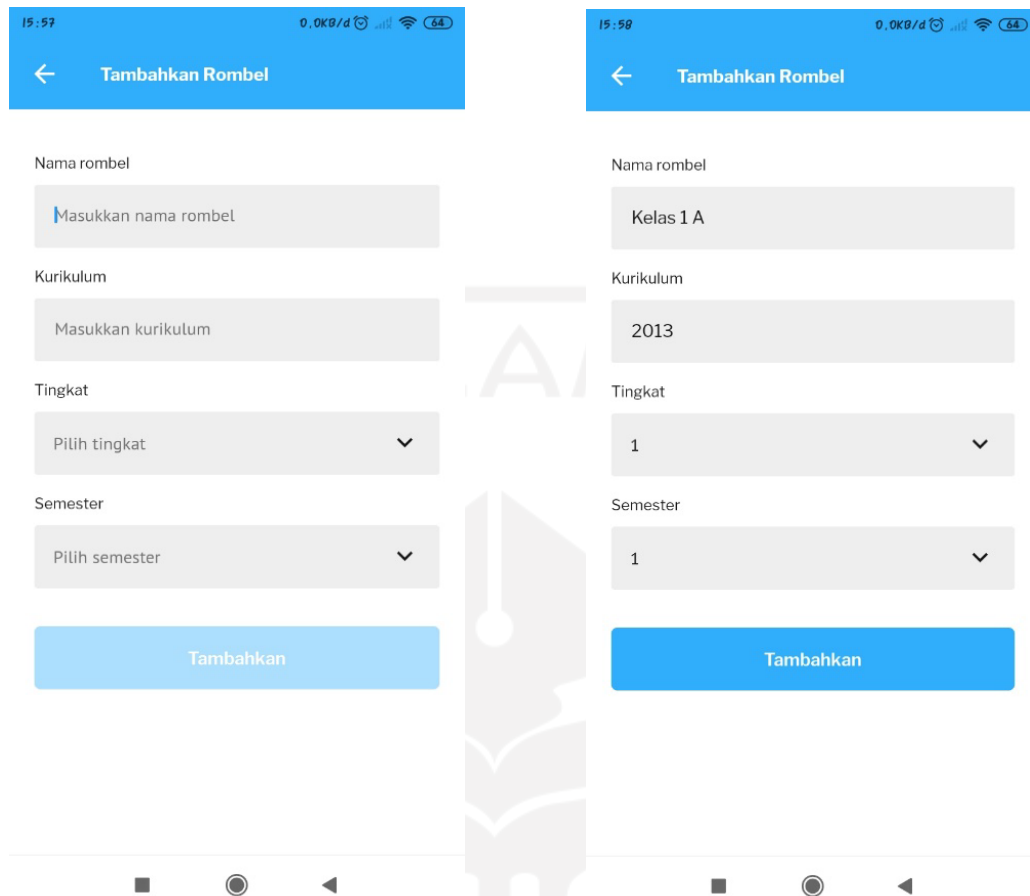 15:57
0,0KB/d
64
Tambahkan Rombel
Nama rombel
Masukkan nama rombel
Kurikulum
Masukkan kurikulum
Tingkat
Pilih tingkat
Semester
Pilih semester
Tambahkan
15:58
0,0KB/d
64
Tambahkan Rombel
Nama rombel
Kelas 1 A
Kurikulum
2013
Tingkat
1
Semester
1
Tambahkan